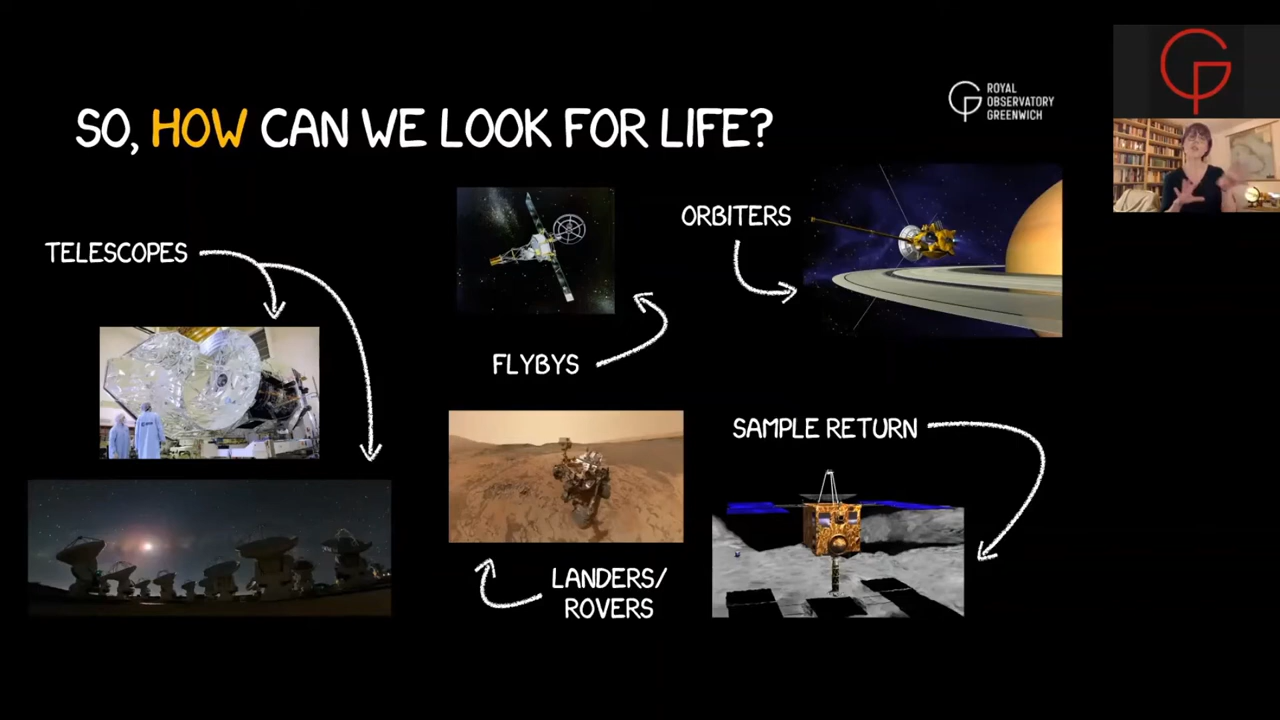 SO, HOW CAN WE LOOK FOR LIFE?
ROYAL
OBSERVATORY
GREENWICH
TELESCOPES
ORBITERS
FLYBYS
SAMPLE RETURN
LANDERS/
ROVERS